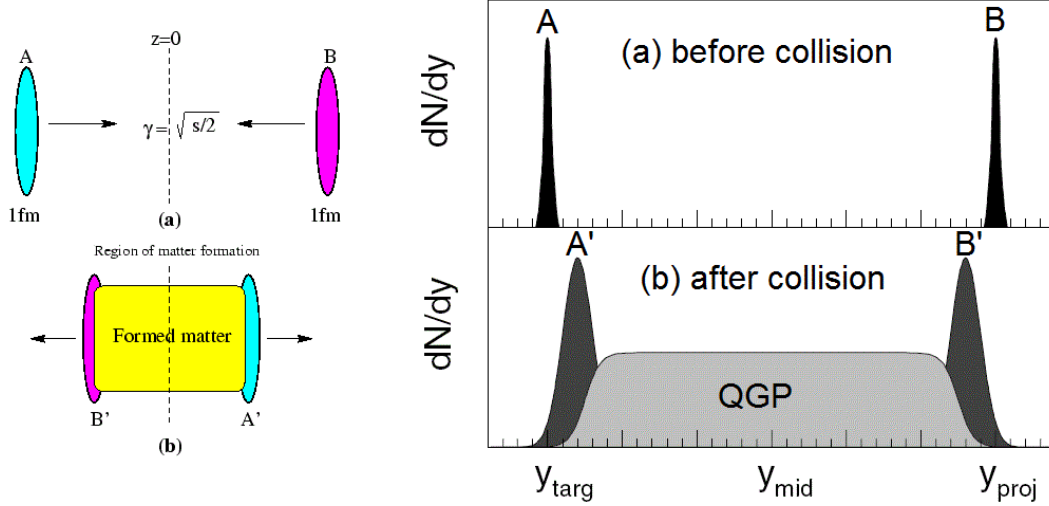 z=0
A
B
γ = √s/2
1fm
(a)
1fm
Region of matter formation
Formed matter
B'
A'
(b)
A
B
(a) before collision
dN/dy
A'
B'
(b) after collision
dN/dy
QGP
y_targ
y_mid
y_proj